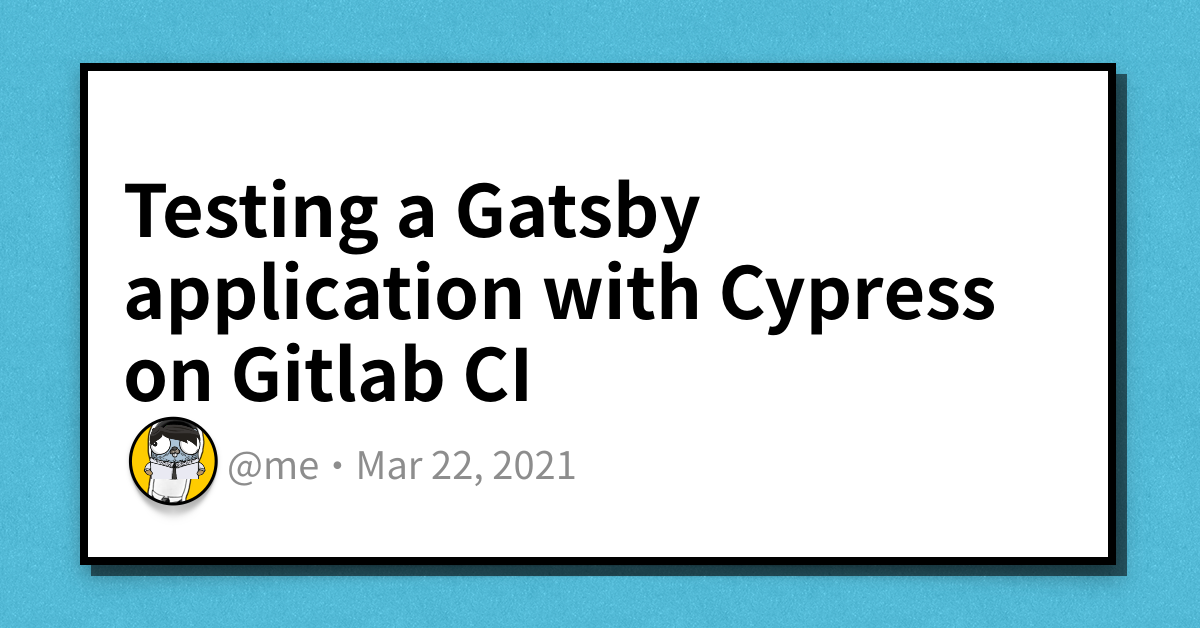 Testing a Gatsby
application with Cypress
on Gitlab CI
@me • Mar 22, 2021